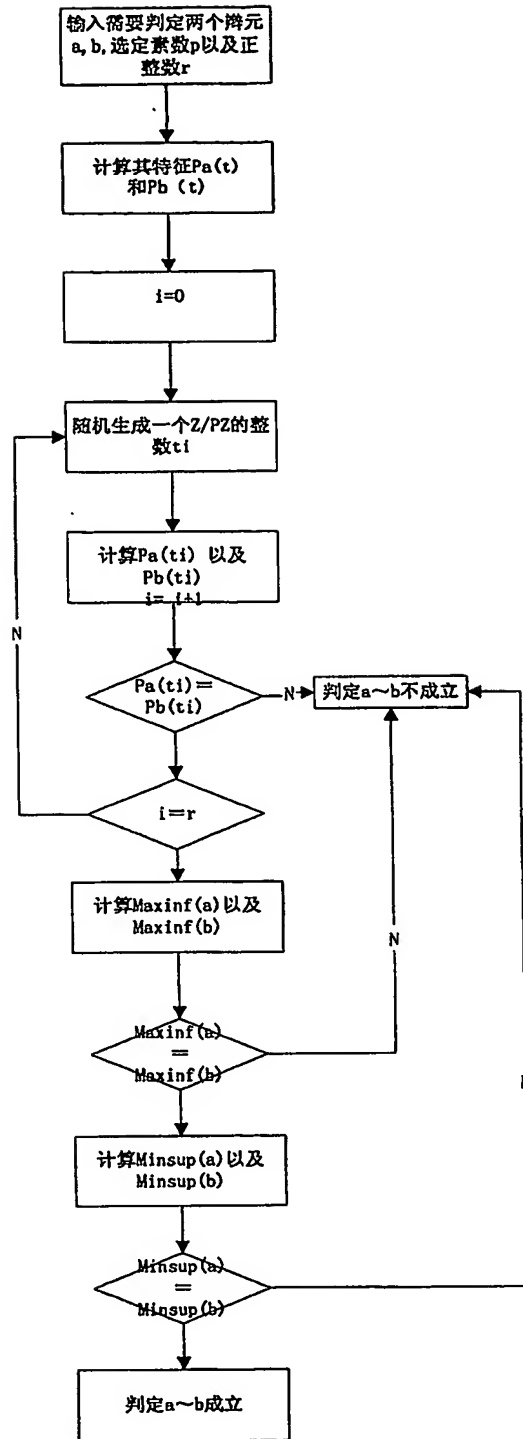 输入需要判定两个辫元
a,b,选定素数p以及正
整数r
计算其特征Pa(t)
和Pb (t)
i=0
随机生成一个Z/PZ的整
数ti
计算Pa(ti) 以及
Pb(ti)
i= i+1
N
Pa(ti)=
Pb(ti)
N
判定a～b不成立
i=r
计算Maxinf(a)以及
Maxinf(b)
N
Maxinf(a)
=
Maxinf(b)
计算Minsup(a)以及
Minsup(b)
Minsup(a)
=
Minsup(b)
判定a～b成立